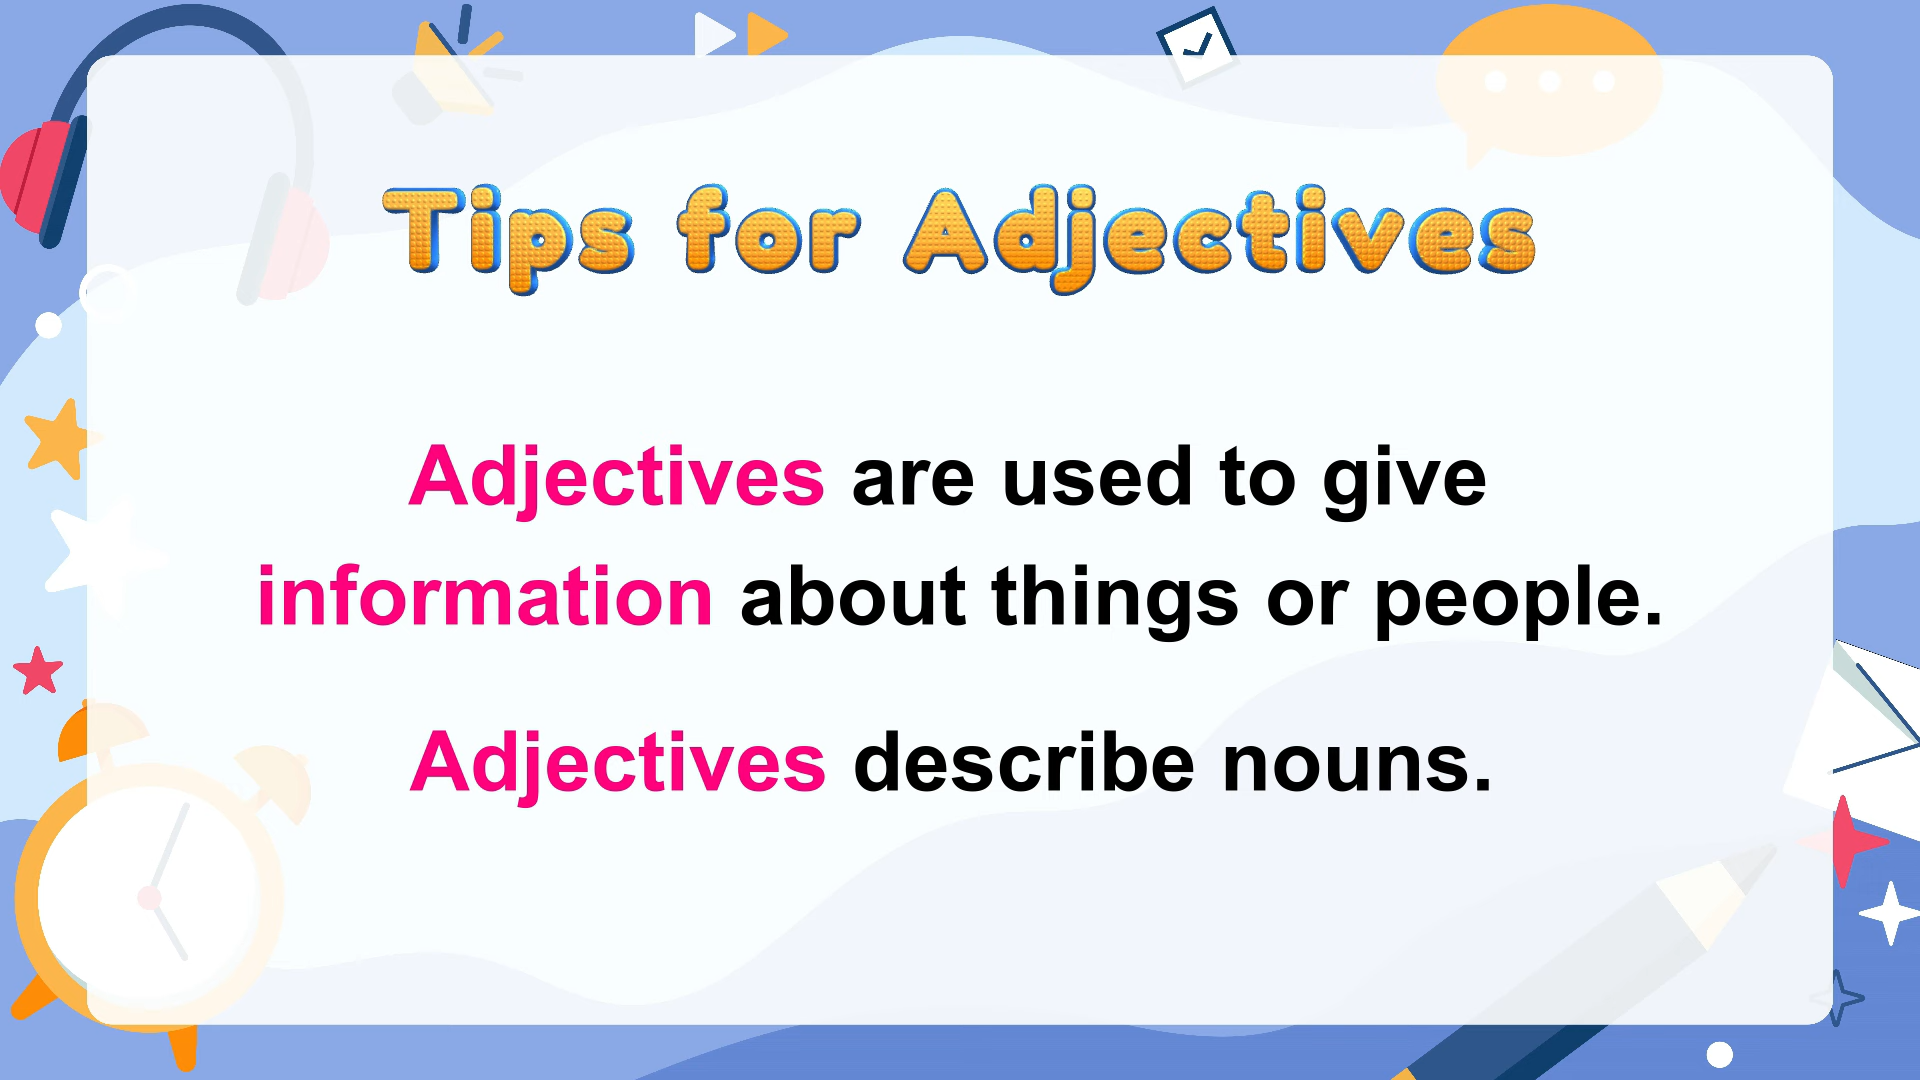 Tips for Adjectives
Adjectives are used to give
information about things or people.
Adjectives describe nouns.